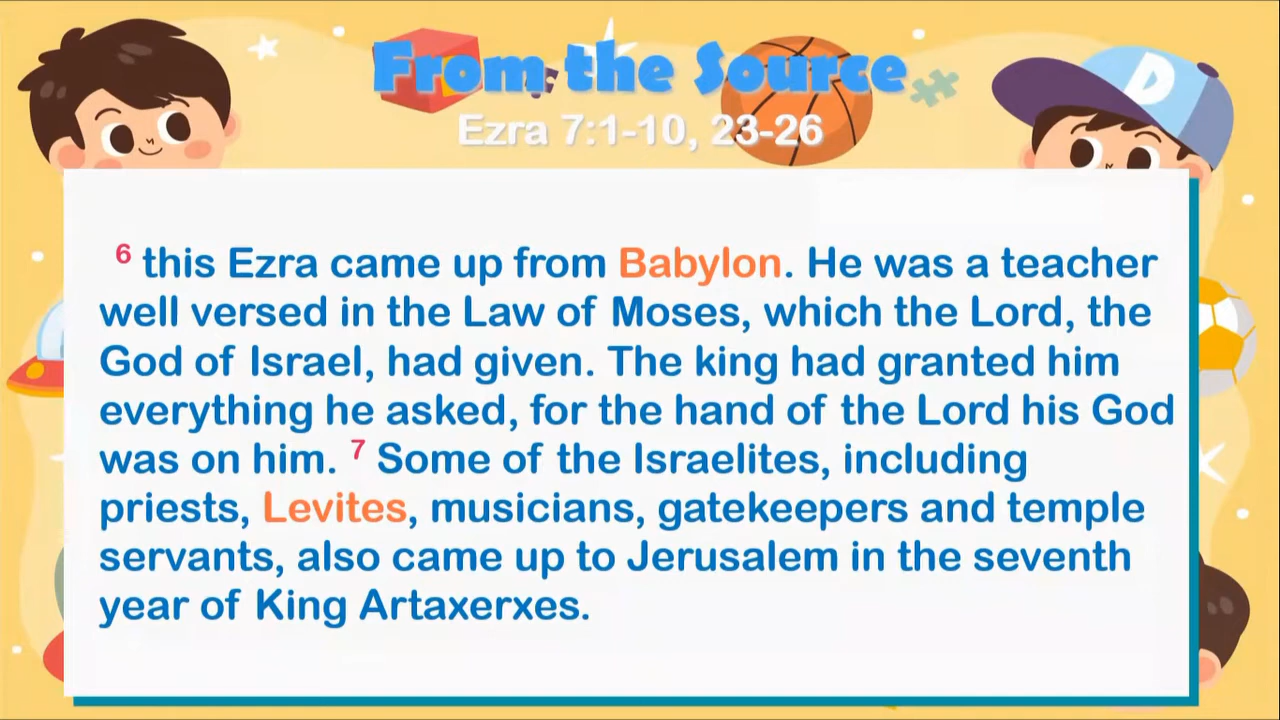 From the Source
Ezra 7:1-10, 23-26
D
6 this Ezra came up from Babylon. He was a teacher
well versed in the Law of Moses, which the Lord, the
God of Israel, had given. The king had granted him
everything he asked, for the hand of the Lord his God
was on him. 7 Some of the Israelites, including
priests, Levites, musicians, gatekeepers and temple
servants, also came up to Jerusalem in the seventh
year of King Artaxerxes.